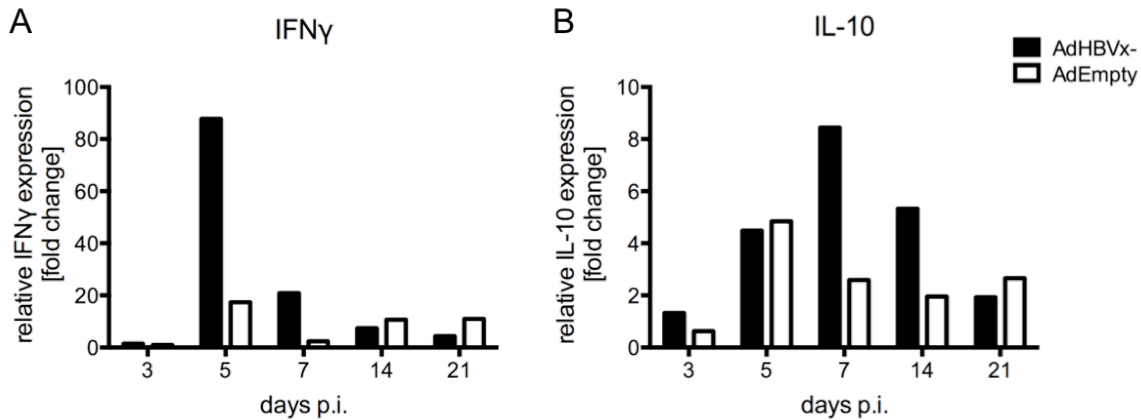 A
IFNγ
relative IFNγ expression
[fold change]
100
80
60
40
20
0
3 5 7 14 21
days p.i.
B
IL-10
relative IL-10 expression
[fold change]
10
8
6
4
2
0
3 5 7 14 21
days p.i.
AdHBVx-
AdEmpty